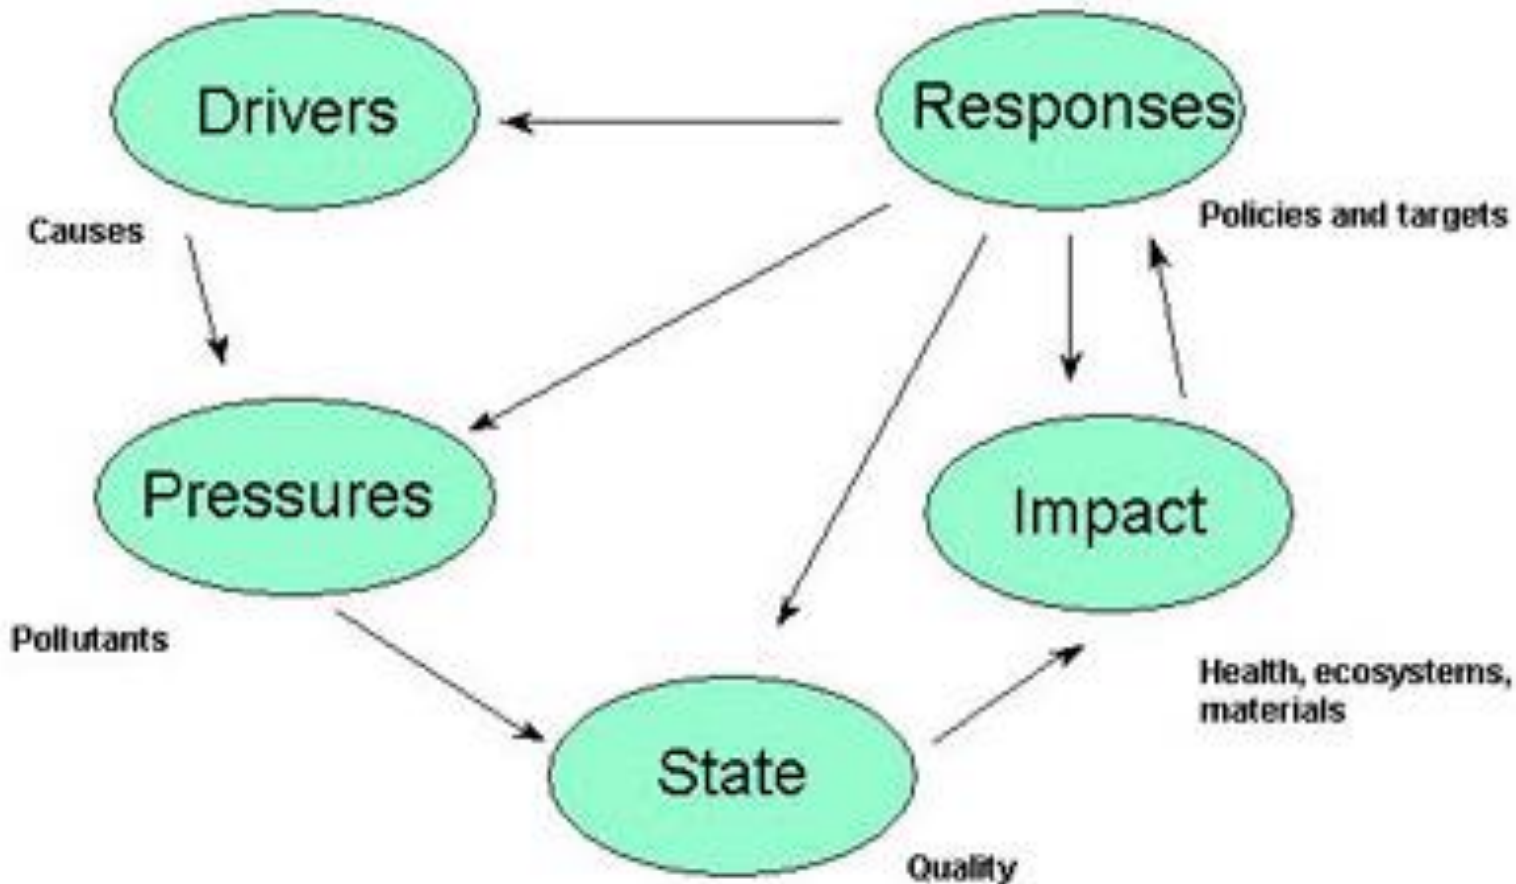 Drivers
Responses
Causes
Policies and targets
Pressures
Impact
Pollutants
Health, ecosystems,
materials
State
Quality